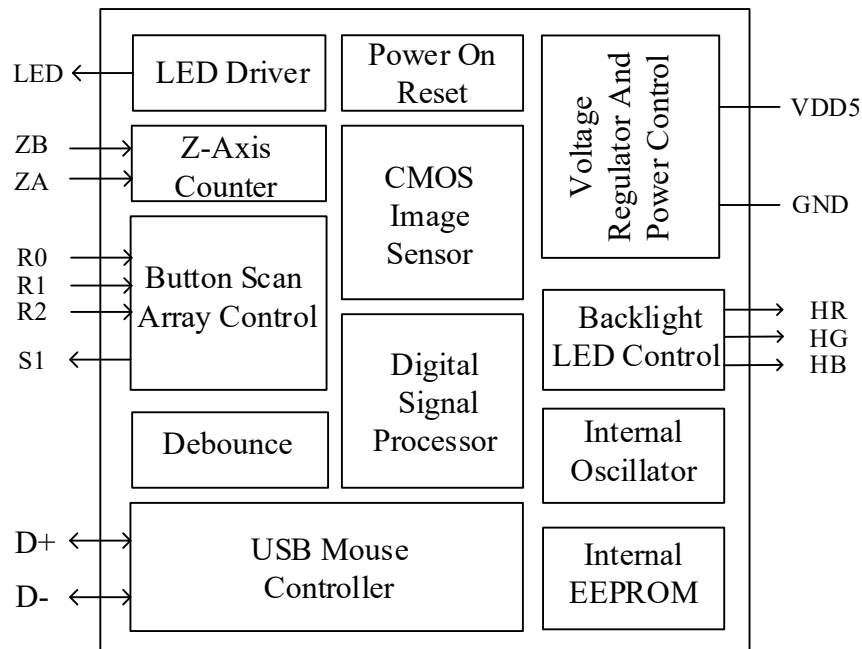 LED
LED Driver
Power On
Reset
Voltage
Regulator And
Power Control
VDD5
GND
ZB
ZA
Z-Axis
Counter
CMOS
Image
Sensor
R0
R1
R2
S1
Button Scan
Array Control
Backlight
LED Control
HR
HG
HB
Digital
Signal
Processor
Debounce
Internal
Oscillator
D+
D-
USB Mouse
Controller
Internal
EEPROM